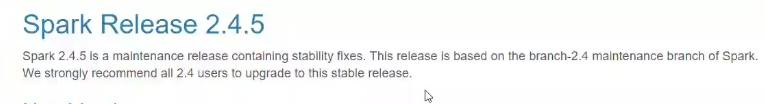 Spark Release 2.4.5
Spark 2.4.5 is a maintenance release containing stability fixes. This release is based on the branch-2.4 maintenance branch of Spark.
We strongly recommend all 2.4 users to upgrade to this stable release.